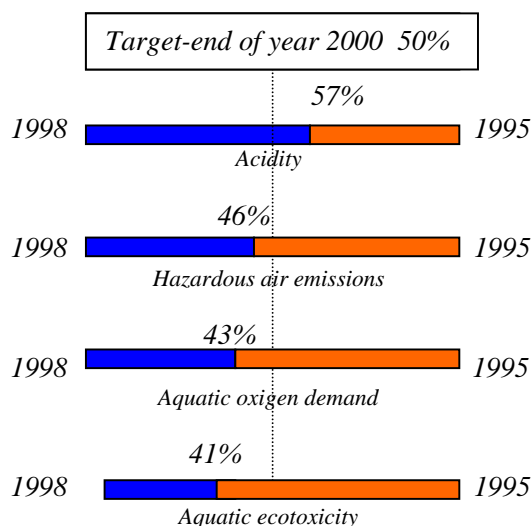 Target-end of year 2000 50%
57%
1998 1995
Acidity
46%
1998 1995
Hazardous air emissions
43%
1998 1995
Aquatic oxigen demand
41%
1998 1995
Aquatic ecotoxicity